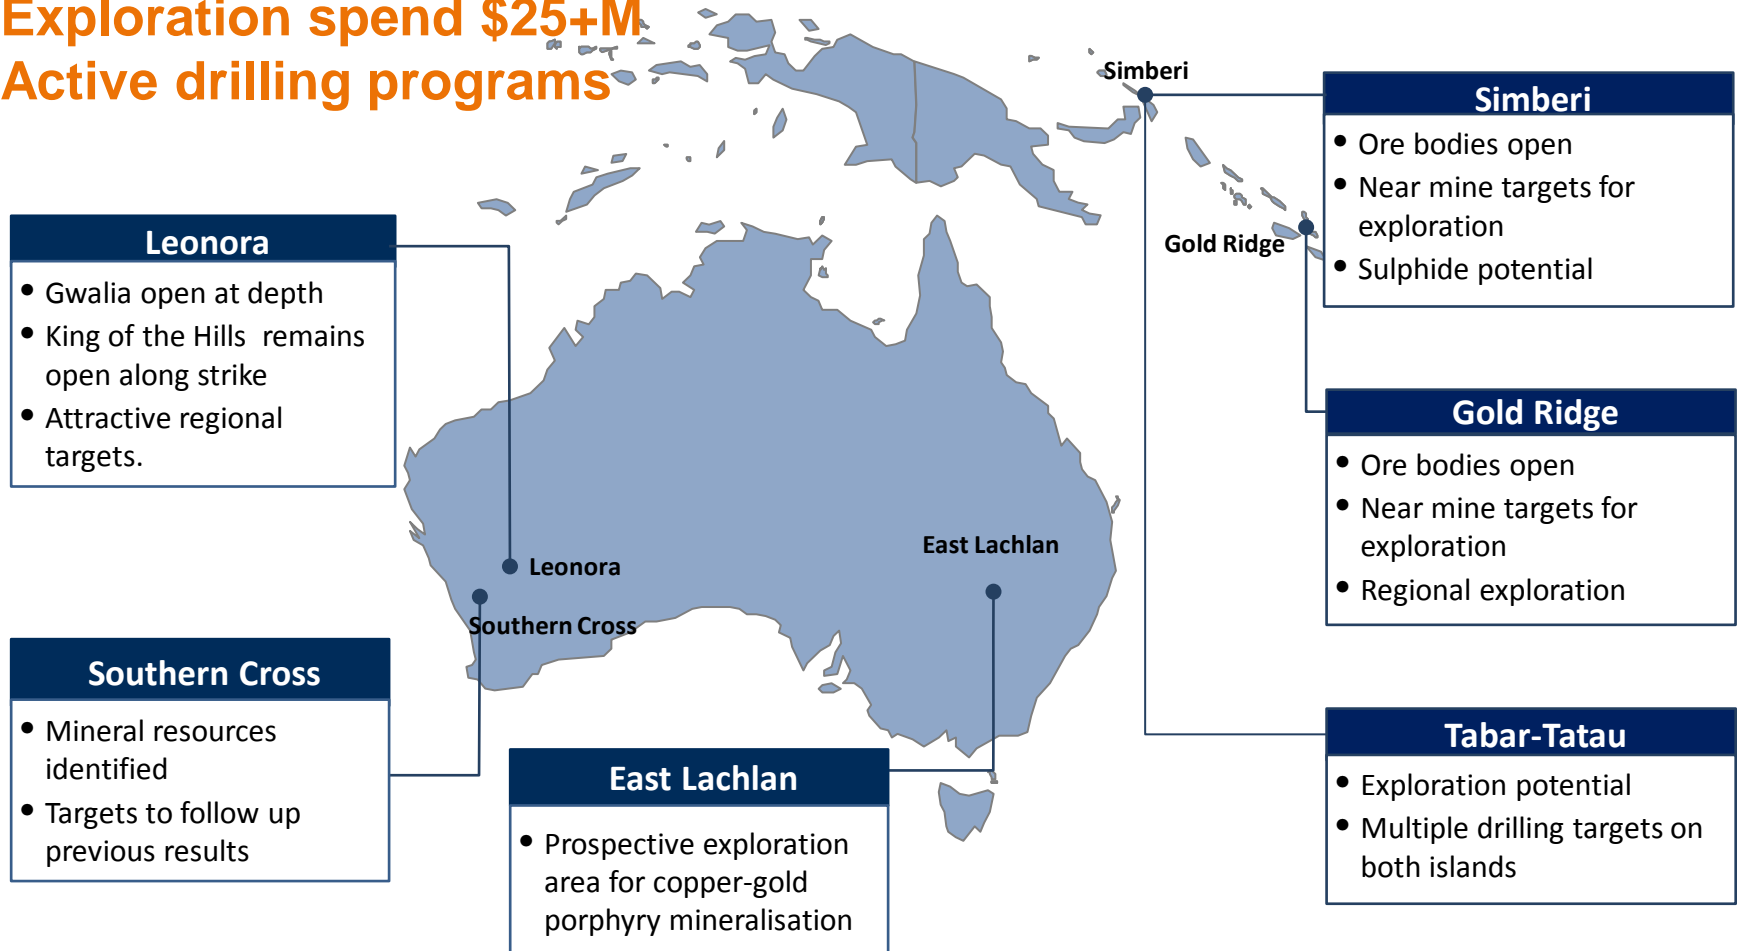 Exploration spend $25+M
Active drilling programs
Simberi
Gold Ridge
East Lachlan
Leonora
Southern Cross
Leonora
• Gwalia open at depth
• King of the Hills remains
open along strike
• Attractive regional
targets.
Southern Cross
• Mineral resources
identified
• Targets to follow up
previous results
East Lachlan
• Prospective exploration
area for copper-gold
porphyry mineralisation
Simberi
• Ore bodies open
• Near mine targets for
exploration
• Sulphide potential
Gold Ridge
• Ore bodies open
• Near mine targets for
exploration
• Regional exploration
Tabar-Tatau
• Exploration potential
• Multiple drilling targets on
both islands